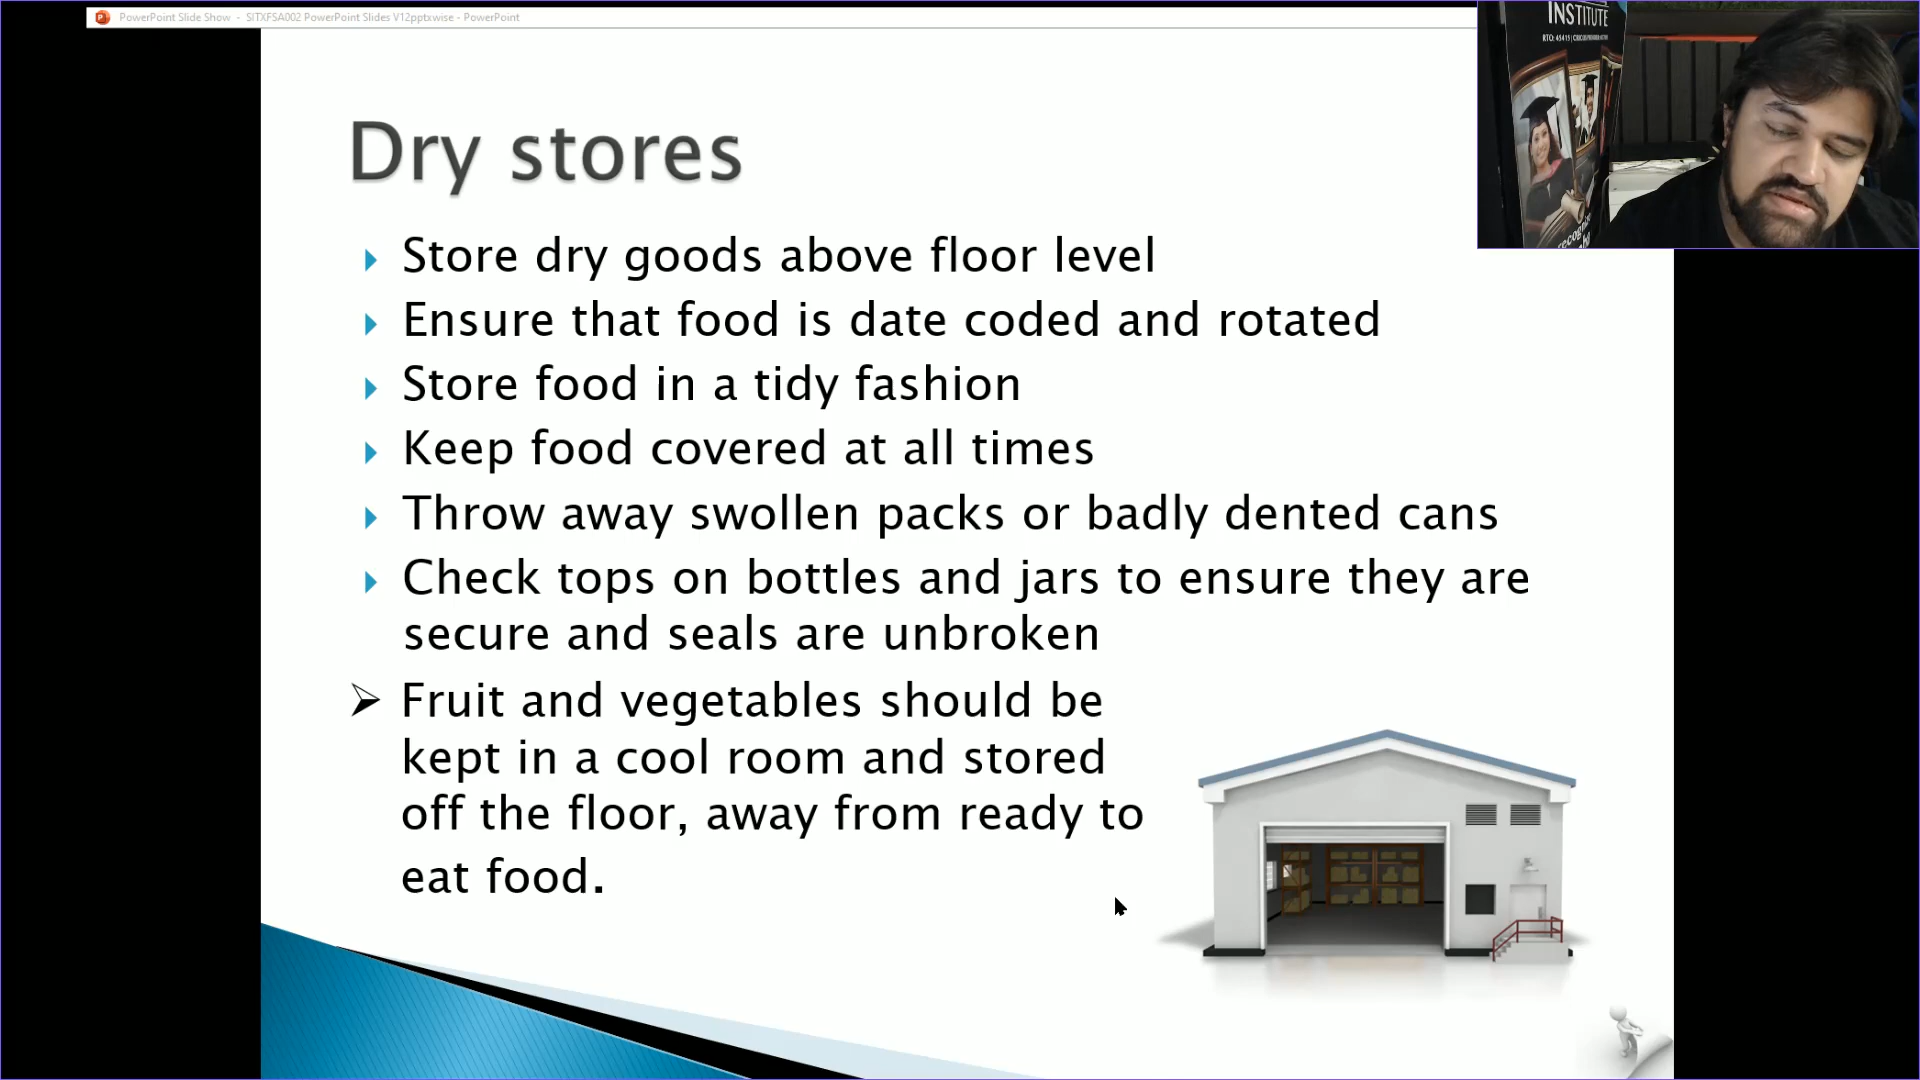 PowerPoint Slide Show - SITXFSA002 PowerPoint Slides V12pptxwise - PowerPoint
INSTITUTE
Dry stores
Store dry goods above floor level
Ensure that food is date coded and rotated
Store food in a tidy fashion
Keep food covered at all times
Throw away swollen packs or badly dented cans
Check tops on bottles and jars to ensure they are
secure and seals are unbroken
Fruit and vegetables should be
kept in a cool room and stored
off the floor, away from ready to
eat food.